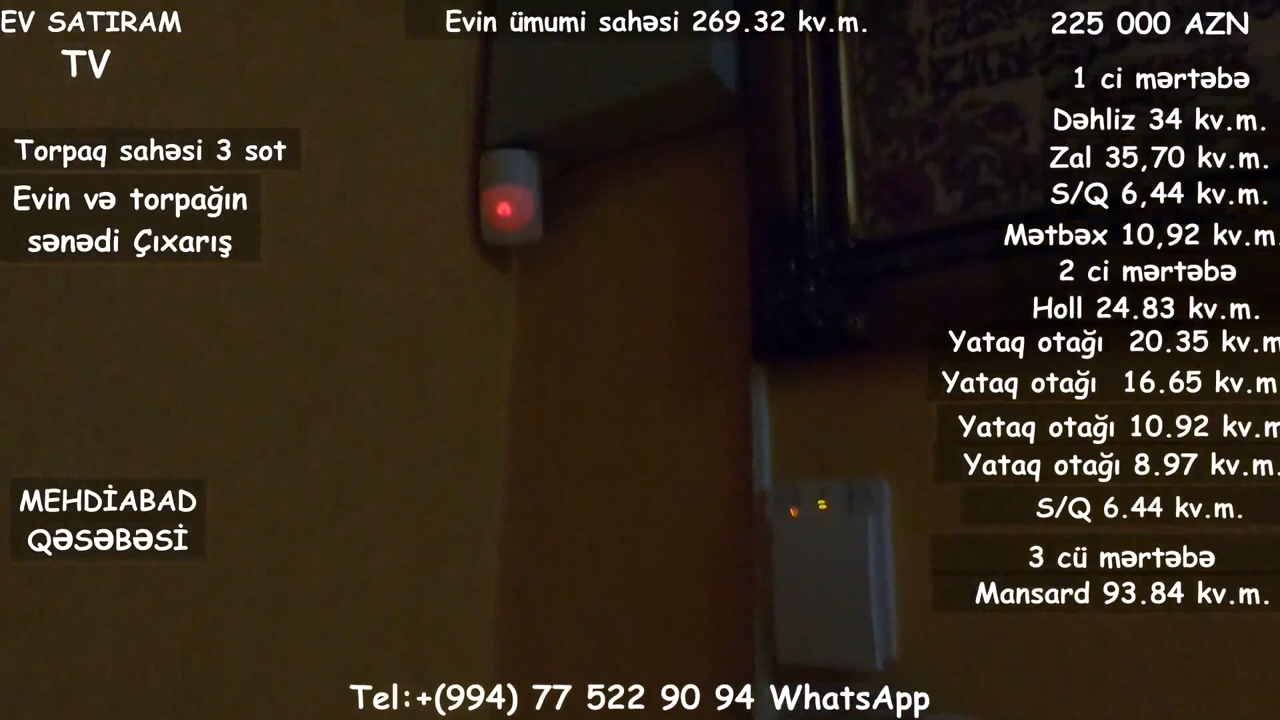 EV SATIRAM
TV
Evin ümumi sahəsi 269.32 kv.m.
225 000 AZN
Torpaq sahəsi 3 sot
Evin və torpağın
sənədi Çıxarış
MEHDİABAD
QƏSƏBƏSİ
1 ci mərtəbə
Dəhliz 34 kv.m.
Zal 35,70 kv.m.
S/Q 6,44 kv.m.
Mətbəx 10,92 kv.m.
2 ci mərtəbə
Holl 24.83 kv.m.
Yataq otağı 20.35 kv.m
Yataq otağı 16.65 kv.m
Yataq otağı 10.92 kv.m
Yataq otağı 8.97 kv.m.
S/Q 6.44 kv.m.
3 cü mərtəbə
Mansard 93.84 kv.m.
Tel:+(994) 77 522 90 94 WhatsApp